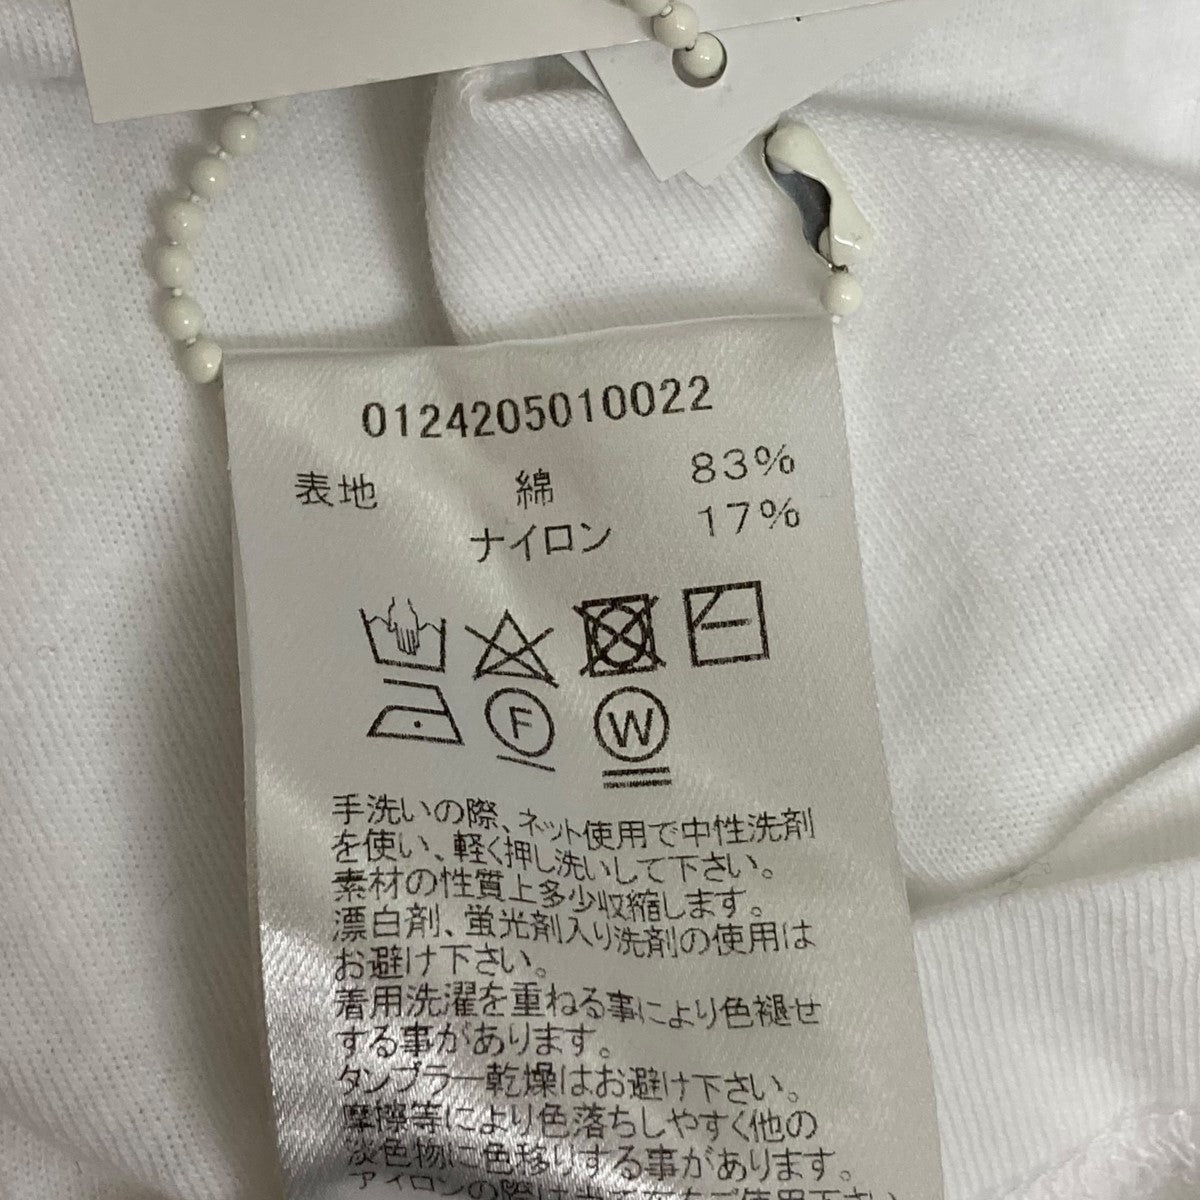 0124205010022
表地 綿 83%
ナイロン 17%
F W
手洗いの際、ネット使用で中性洗剤
を使い、軽く押し洗いして下さい。
素材の性質上多少収縮します。
漂白剤、蛍光剤入り洗剤の使用は
お避け下さい。
着用洗濯を重ねる事により色褪せ
する事があります。
タンブラー乾燥はお避け下さい。
摩擦等により色落ちしやすく他の
淡色物に色移りする事があります。
アイロンの際は